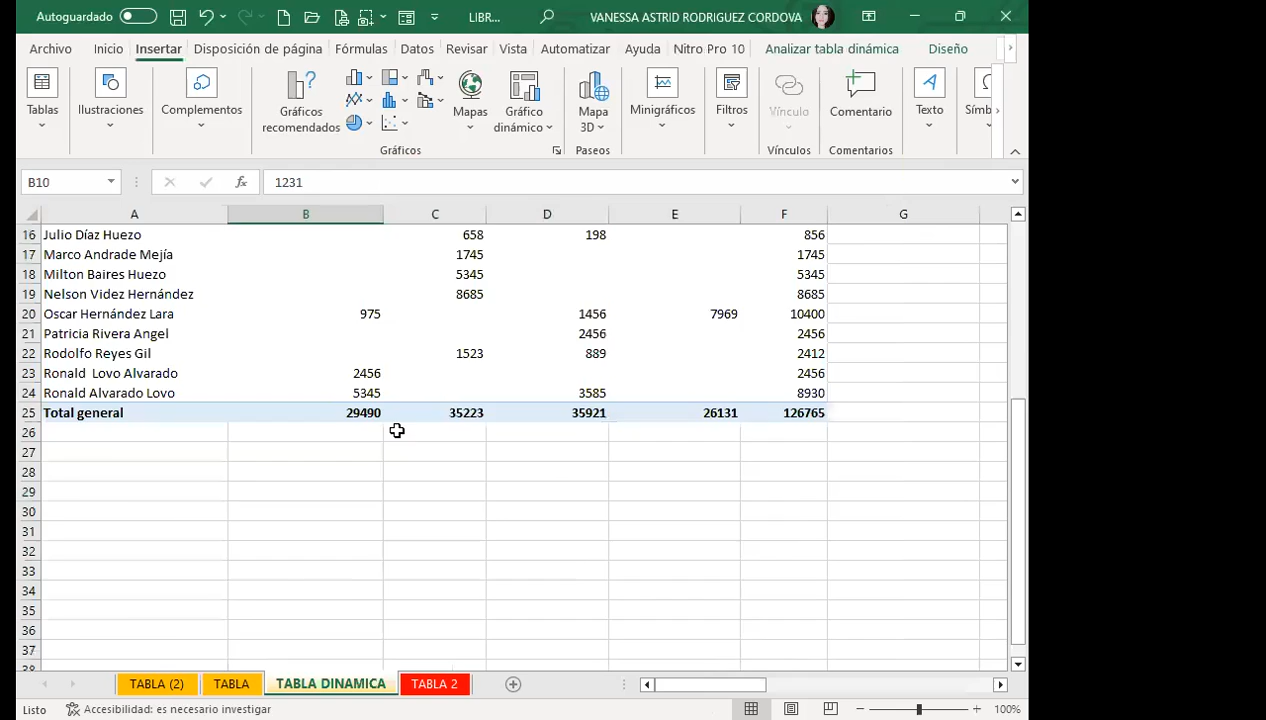 Autoguardado LIBR... VANESSA ASTRID RODRIGUEZ CORDOVA
Archivo Inicio Insertar Disposición de página Fórmulas Datos Revisar Vista Automatizar Ayuda Nitro Pro 10 Analizar tabla dinámica Diseño
Tablas Ilustraciones Complementos Gráficos recomendados Mapas Gráfico dinámico Mapa 3D Minigráficos Filtros Vínculo Comentario Texto Símb
Gráficos Paseos Vínculos Comentarios
B10 fx 1231
A B C D E F G
16 Julio Díaz Huezo 658 198 856
17 Marco Andrade Mejía 1745 1745
18 Milton Baires Huezo 5345 5345
19 Nelson Videz Hernández 8685 8685
20 Oscar Hernández Lara 975 1456 7969 10400
21 Patricia Rivera Angel 2456 2456
22 Rodolfo Reyes Gil 1523 889 2412
23 Ronald  Lovo Alvarado 2456 2456
24 Ronald Alvarado Lovo 5345 3585 8930
25 Total general 29490 35223 35921 26131 126765
26
27
28
29
30
31
32
33
34
35
36
37
38
TABLA (2) TABLA TABLA DINAMICA TABLA 2
Listo Accesibilidad: es necesario investigar 100%